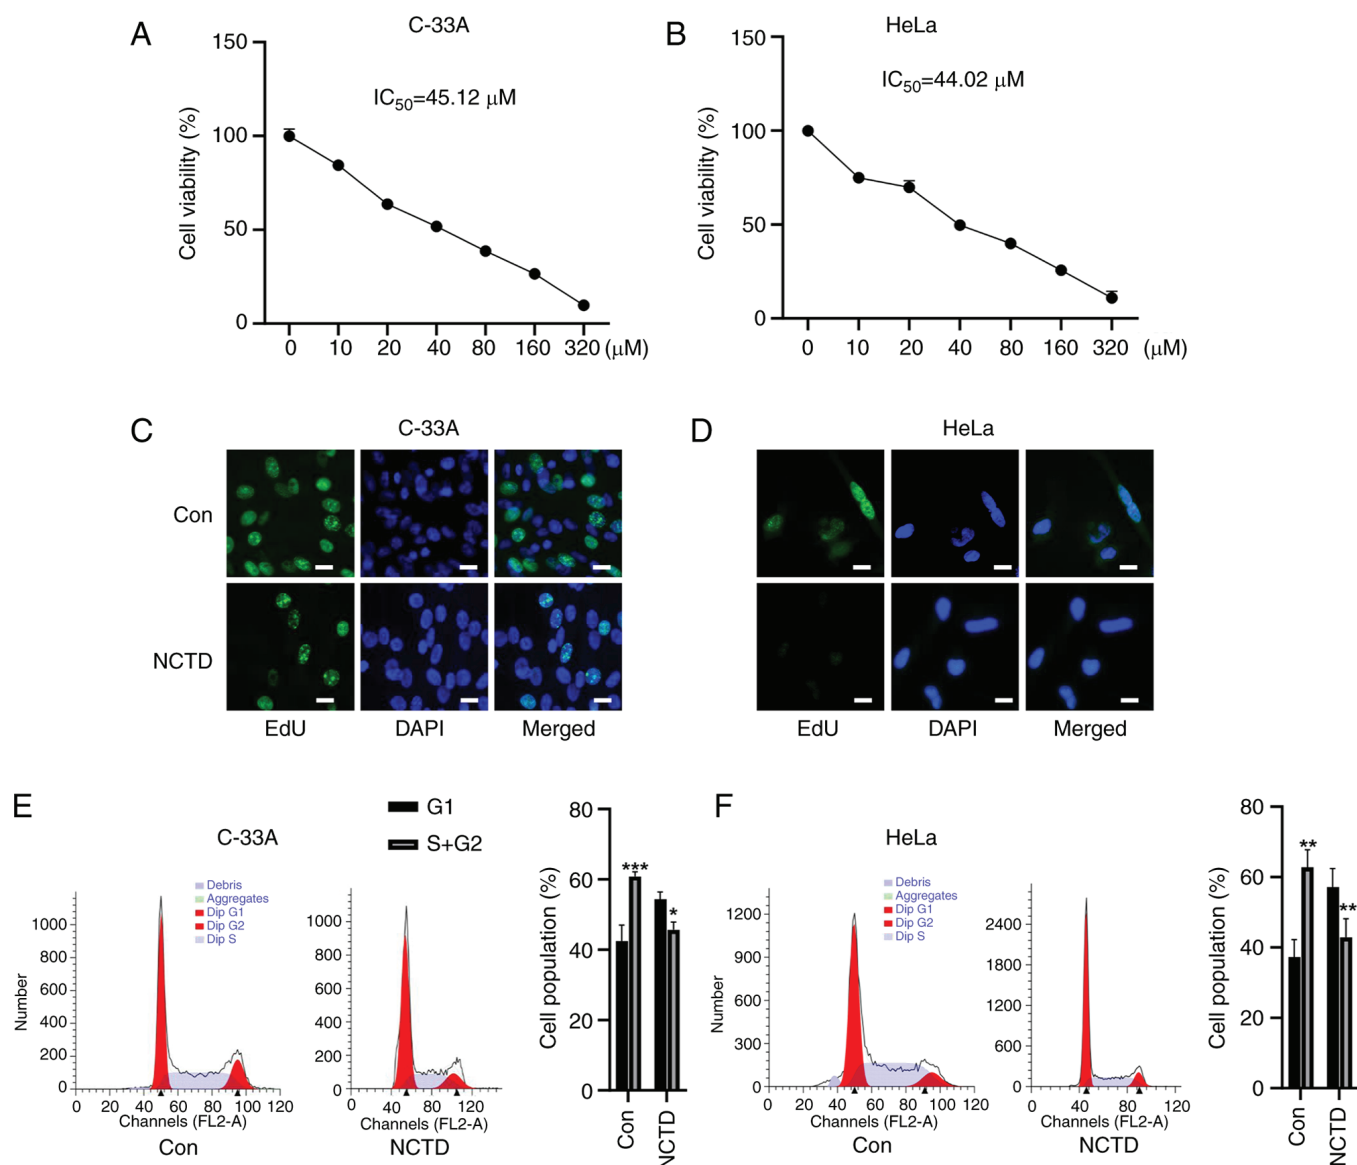 A
C-33A
150
100
50
0
Cell viability (%)
IC50=45.12 μM
0 10 20 40 80 160 320 (μM)
B
HeLa
150
100
50
0
Cell viability (%)
IC50=44.02 μM
0 10 20 40 80 160 320 (μM)
C
C-33A
Con
NCTD
EdU DAPI Merged
D
HeLa
EdU DAPI Merged
E
C-33A
G1
S+G2
Debris
Aggregates
Dip G1
Dip G2
Dip S
Number
1000
800
600
400
200
0
0 20 40 60 80 100 120
Channels (FL2-A)
Con
1000
800
600
400
200
0
0 40 80 120
Channels (FL2-A)
NCTD
Cell population (%)
80
60
40
20
0
***
*
Con
NCTD
F
HeLa
Debris
Aggregates
Dip G1
Dip G2
Dip S
Number
1200
900
600
300
0
0 20 40 60 80 100 120
Channels (FL2-A)
Con
2400
1800
1200
600
0
0 40 80 120
Channels (FL2-A)
NCTD
Cell population (%)
80
60
40
20
0
**
**
Con
NCTD